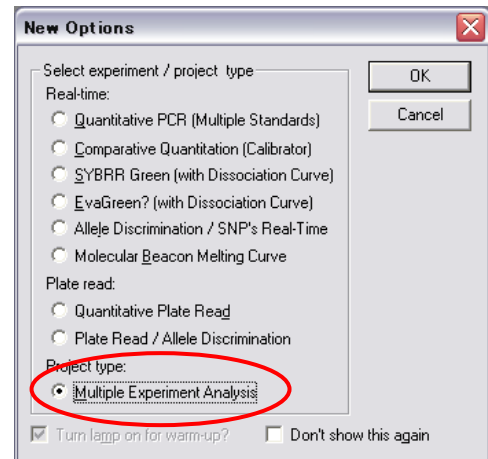 New Options
Select experiment / project type
Real-time:
Quantitative PCR (Multiple Standards)
Comparative Quantitation (Calibrator)
SYBRR Green (with Dissociation Curve)
EvaGreen? (with Dissociation Curve)
Allele Discrimination / SNP's Real-Time
Molecular Beacon Melting Curve
Plate read:
Quantitative Plate Read
Plate Read / Allele Discrimination
Project type:
Multiple Experiment Analysis
OK
Cancel
Turn lamp on for warm-up?
Don't show this again